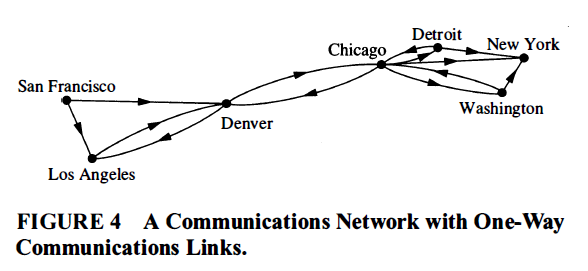 Detroit
New York
Chicago
San Francisco
Washington
Denver
Los Angeles
FIGURE 4 A Communications Network with One-Way
Communications Links.